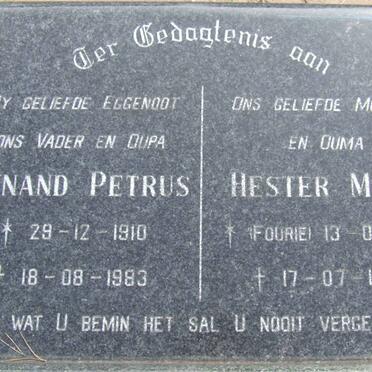 Ter Gedagtenis aan
Y GELIEFDE EGGENOOT
ONS VADER EN OUPA
NAND PETRUS
* 29-12-1910
† 18-08-1983
ONS GELIEFDE M
EN OUMA
HESTER M
* (FOURIE) 13-0
† 17-07-1
WAT U BEMIN HET SAL U NOOIT VERGE